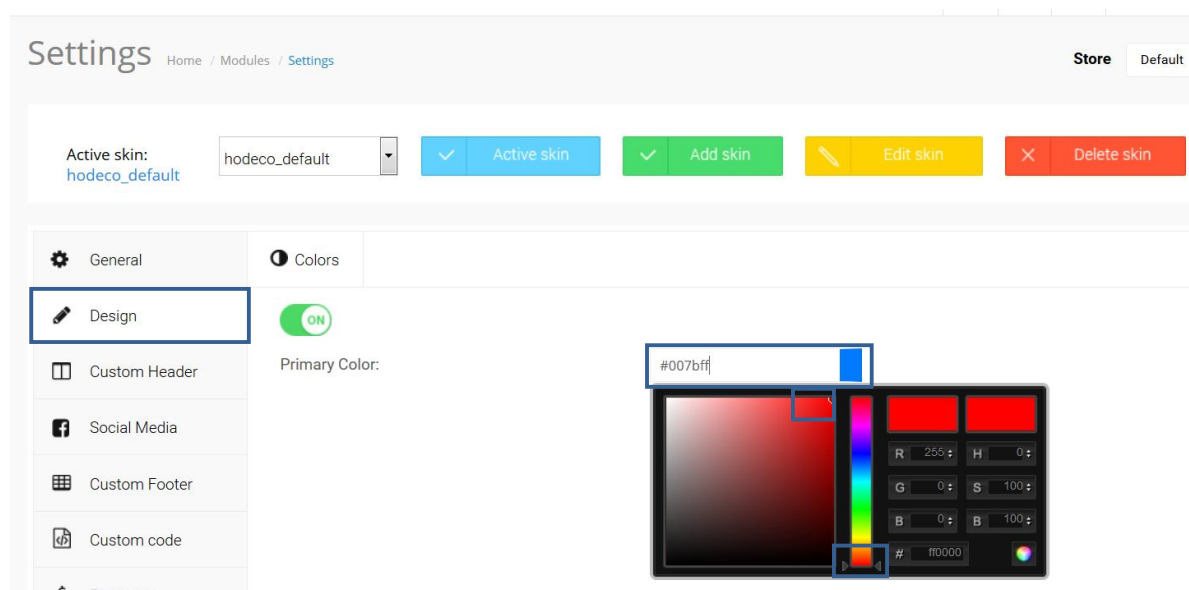 Settings Home / Modules / Settings
Store Default
Active skin:
hodeco_default
hodeco_default
Active skin
Add skin
Edit skin
Delete skin
General
Colors
Design
ON
Custom Header
Primary Color:
#007bff
Social Media
R 255 H 0
Custom Footer
G 0 S 100
B 0 B 100
Custom code
# ff0000